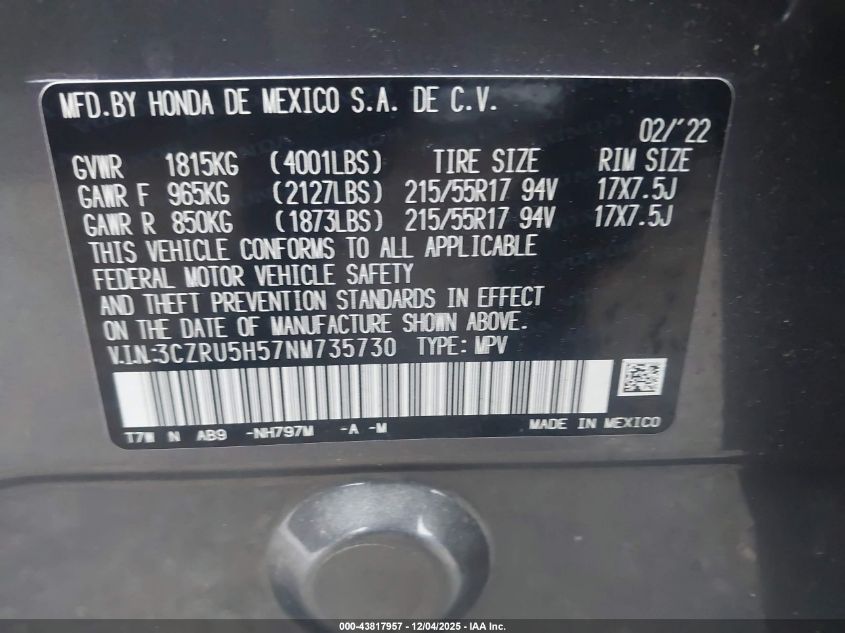 MFD.BY HONDA DE MEXICO S.A. DE C.V.
02/'22
GVWR 1815KG (4001LBS) TIRE SIZE RIM SIZE
GAWR F 965KG (2127LBS) 215/55R17 94V 17X7.5J
GAWR R 850KG (1873LBS) 215/55R17 94V 17X7.5J
THIS VEHICLE CONFORMS TO ALL APPLICABLE
FEDERAL MOTOR VEHICLE SAFETY
AND THEFT PREVENTION STANDARDS IN EFFECT
ON THE DATE OF MANUFACTURE SHOWN ABOVE.
V.I.N.:3CZRU5H57NM735730 TYPE: MPV
T7W N AB9 -NH797M -A -M MADE IN MEXICO
000-43817957 - 12/04/2025 - IAA Inc.